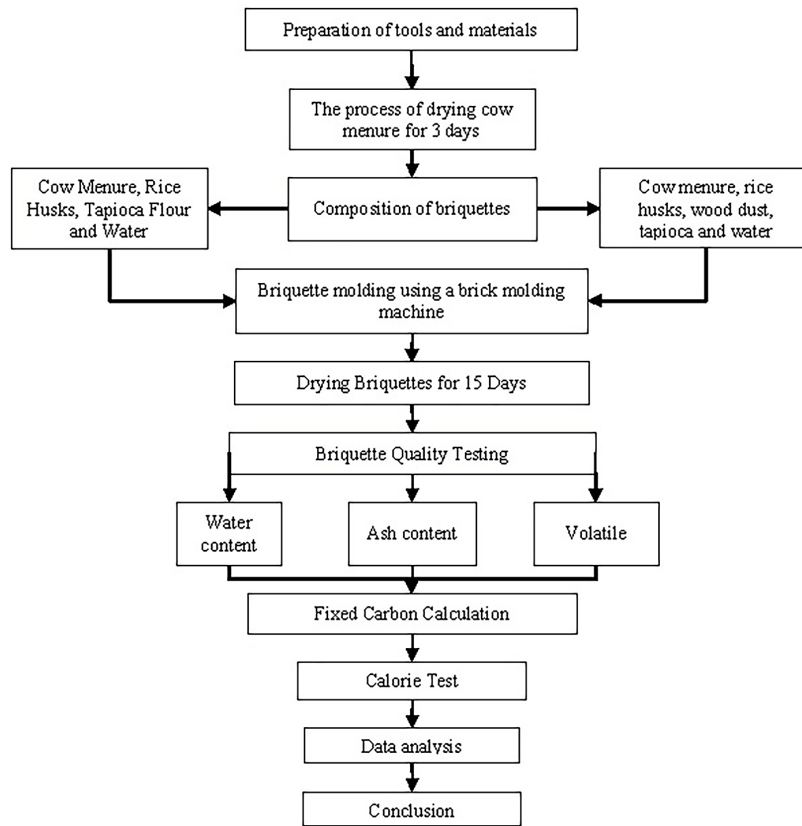 Preparation of tools and materials
The process of drying cow
menure for 3 days
Cow Menure, Rice
Husks, Tapioca Flour
and Water
Composition of briquettes
Cow menure, rice
husks, wood dust,
tapioca and water
Briquette molding using a brick molding
machine
Drying Briquettes for 15 Days
Briquette Quality Testing
Water
content
Ash content
Volatile
Fixed Carbon Calculation
Calorie Test
Data analysis
Conclusion